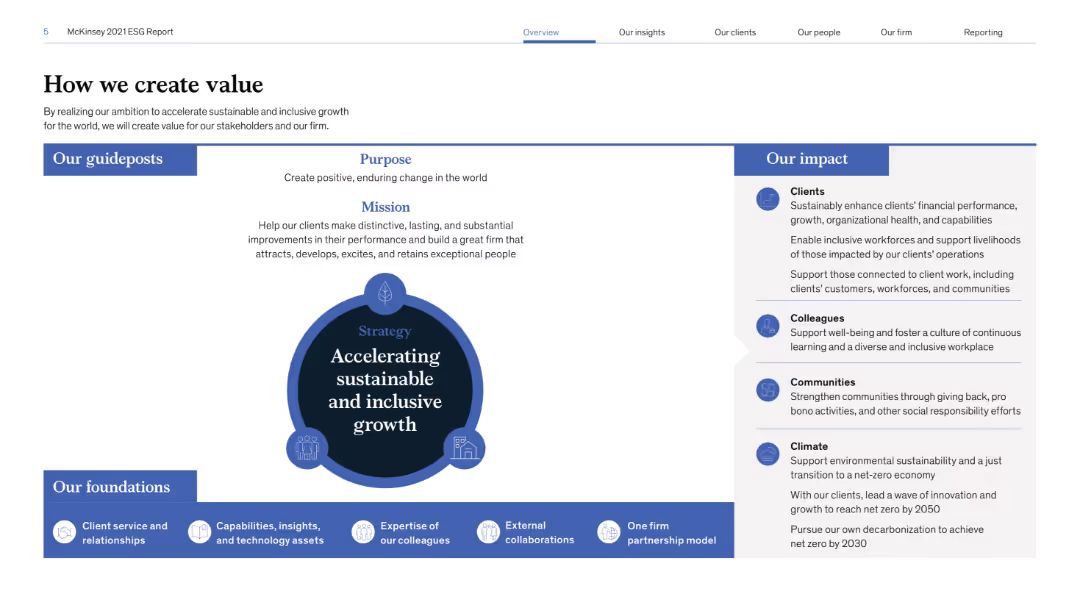 5 McKinsey 2021 ESG Report
Overview
Our insights
Our clients
Our people
Our firm
Reporting
How we create value
By realizing our ambition to accelerate sustainable and inclusive growth
for the world, we will create value for our stakeholders and our firm.
Our guideposts
Purpose
Create positive, enduring change in the world
Mission
Help our clients make distinctive, lasting, and substantial
improvements in their performance and build a great firm that
attracts, develops, excites, and retains exceptional people
Strategy
Accelerating
sustainable
and inclusive
growth
Our foundations
Client service and
relationships
Capabilities, insights,
and technology assets
Expertise of
our colleagues
External
collaborations
One firm
partnership model
Our impact
Clients
Sustainably enhance clients' financial performance,
growth, organizational health, and capabilities
Enable inclusive workforces and support livelihoods
of those impacted by our clients' operations
Support those connected to client work, including
clients' customers, workforces, and communities
Colleagues
Support well-being and foster a culture of continuous
learning and a diverse and inclusive workplace
Communities
Strengthen communities through giving back, pro
bono activities, and other social responsibility efforts
Climate
Support environmental sustainability and a just
transition to a net-zero economy
With our clients, lead a wave of innovation and
growth to reach net zero by 2050
Pursue our own decarbonization to achieve
net zero by 2030